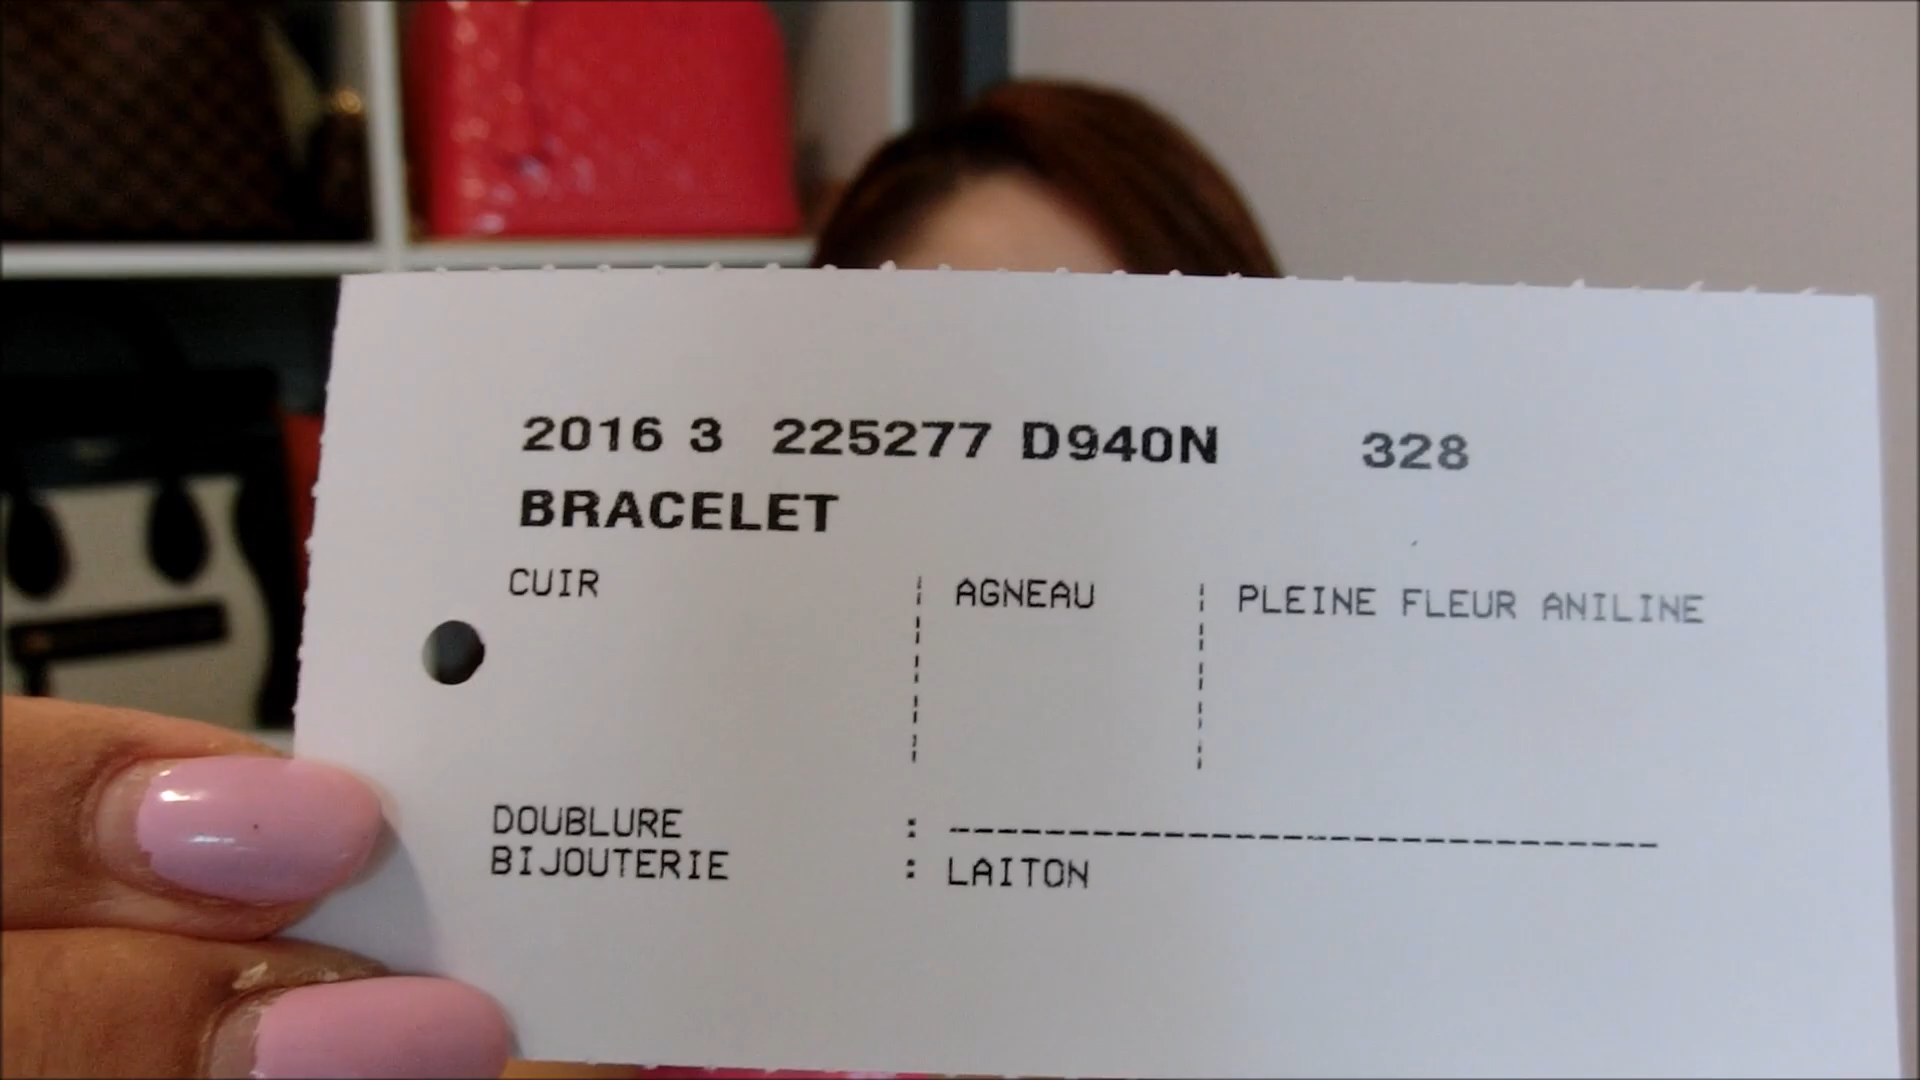 2016 3 225277 D940N 328
BRACELET
CUIR AGNEAU PLEINE FLEUR ANILINE
DOUBLURE : --------------------------------------------
BIJOUTERIE : LAITON